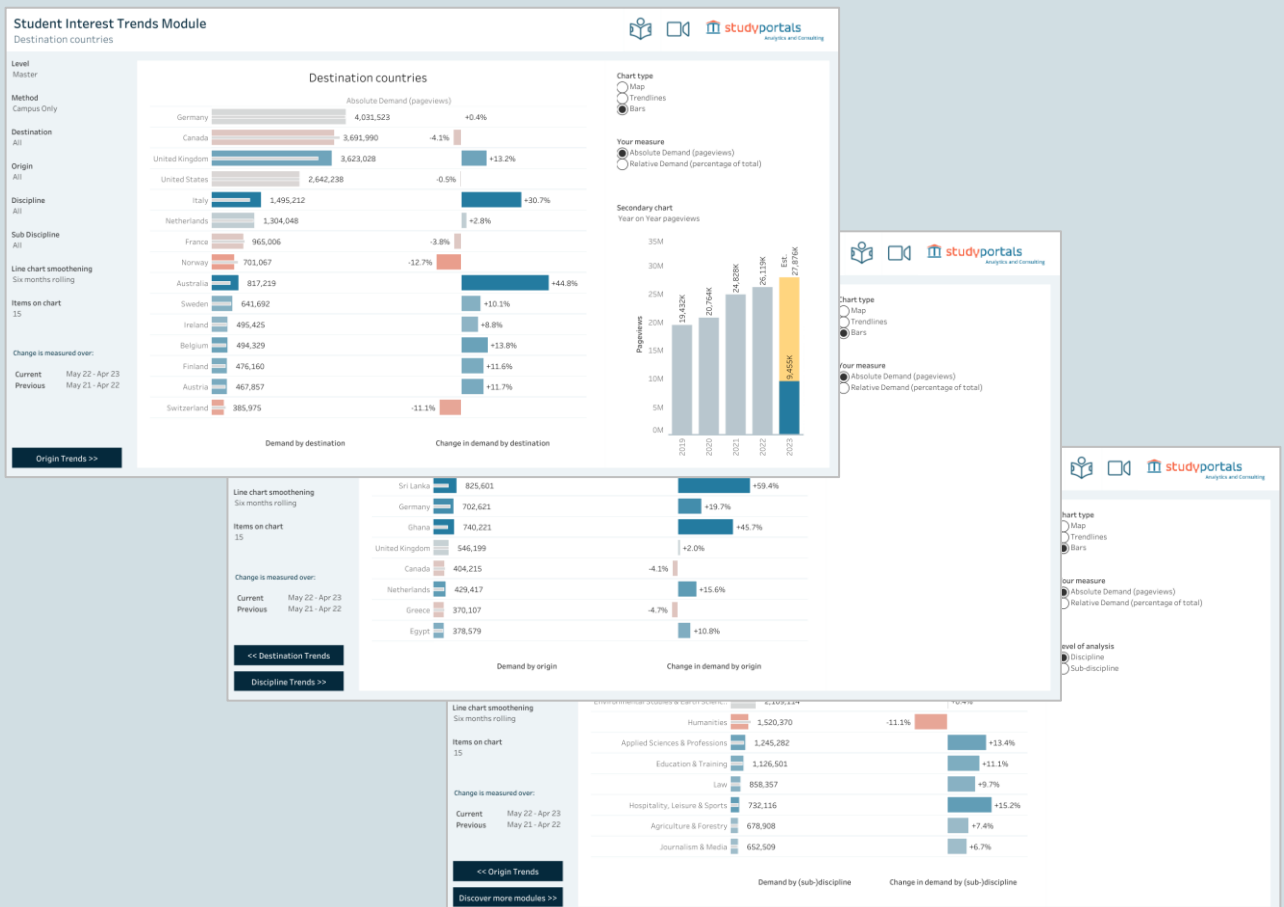 Student Interest Trends Module
Destination countries
studyportals
Analytics and Consulting
Level
Master
Method
Campus Only
Destination
All
Origin
All
Discipline
All
Sub Discipline
All
Line chart smoothening
Six months rolling
Items on chart
15
Change is measured over:
Current May 22 - Apr 23
Previous May 21 - Apr 22
Origin Trends >>
Destination countries
Absolute Demand (pageviews)
Germany 4,031,523 +0.4%
Canada 3,691,990 -4.1%
United Kingdom 3,623,028 +13.2%
United States 2,642,238 -0.5%
Italy 1,495,212 +30.7%
Netherlands 1,304,048 +2.8%
France 965,006 -3.8%
Norway 701,067 -12.7%
Australia 817,219 +44.8%
Sweden 641,692 +10.1%
Ireland 495,425 +8.8%
Belgium 494,329 +13.8%
Finland 476,160 +11.6%
Austria 467,857 +11.7%
Switzerland 385,975 -11.1%
Demand by destination Change in demand by destination
Chart type
Map
Trendlines
Bars
Your measure
Absolute Demand (pageviews)
Relative Demand (percentage of total)
Secondary chart
Year on Year pageviews
35M
30M
25M
20M
15M
10M
5M
0M
Pageviews
19,432K
20,764K
24,828K
26,119K
Est.
27,876K
9,455K
2019 2020 2021 2022 2023
studyportals
Analytics and Consulting
Chart type
Map
Trendlines
Bars
Your measure
Absolute Demand (pageviews)
Relative Demand (percentage of total)
Line chart smoothening
Six months rolling
Items on chart
15
Change is measured over:
Current May 22 - Apr 23
Previous May 21 - Apr 22
<< Destination Trends
Discipline Trends >>
Sri Lanka 825,601 +59.4%
Germany 702,621 +19.7%
Ghana 740,221 +45.7%
United Kingdom 546,199 +2.0%
Canada 404,215 -4.1%
Netherlands 429,417 +15.6%
Greece 370,107 -4.7%
Egypt 378,579 +10.8%
Demand by origin Change in demand by origin
studyportals
Analytics and Consulting
hart type
Map
Trendlines
Bars
our measure
Absolute Demand (pageviews)
Relative Demand (percentage of total)
evel of analysis
Discipline
Sub-discipline
Line chart smoothening
Six months rolling
Items on chart
15
Change is measured over:
Current May 22 - Apr 23
Previous May 21 - Apr 22
<< Origin Trends
Discover more modules >>
Environmental Studies & Earth Scienc...
Humanities 1,520,370 -11.1%
Applied Sciences & Professions 1,245,282 +13.4%
Education & Training 1,126,501 +11.1%
Law 858,357 +9.7%
Hospitality, Leisure & Sports 732,116 +15.2%
Agriculture & Forestry 678,908 +7.4%
Journalism & Media 652,509 +6.7%
Demand by (sub-)discipline Change in demand by (sub-)discipline